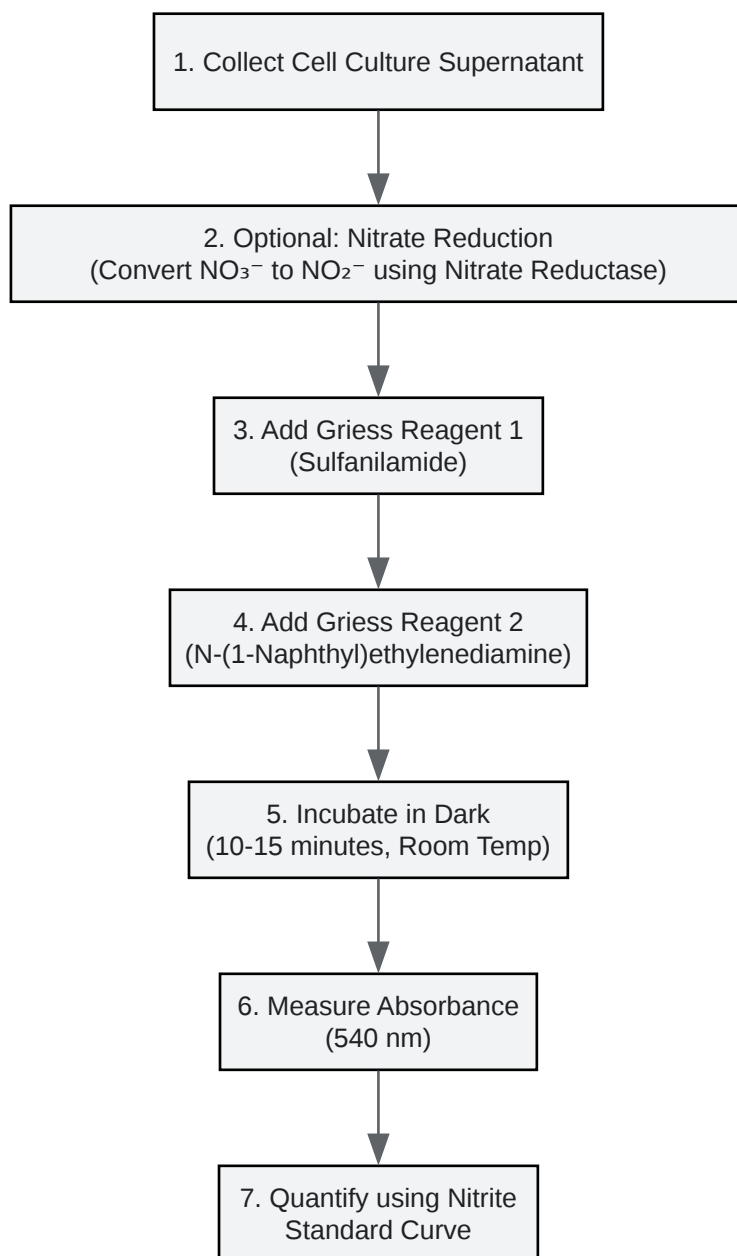 1. Collect Cell Culture Supernatant
2. Optional: Nitrate Reduction
(Convert NO₃⁻ to NO₂⁻ using Nitrate Reductase)
3. Add Griess Reagent 1
(Sulfanilamide)
4. Add Griess Reagent 2
(N-(1-Naphthyl)ethylenediamine)
5. Incubate in Dark
(10-15 minutes, Room Temp)
6. Measure Absorbance
(540 nm)
7. Quantify using Nitrite
Standard Curve